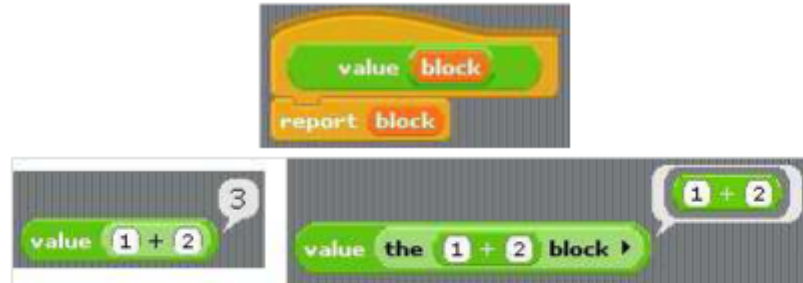 value block
report block
3
value 1 + 2
1 + 2
value the 1 + 2 block